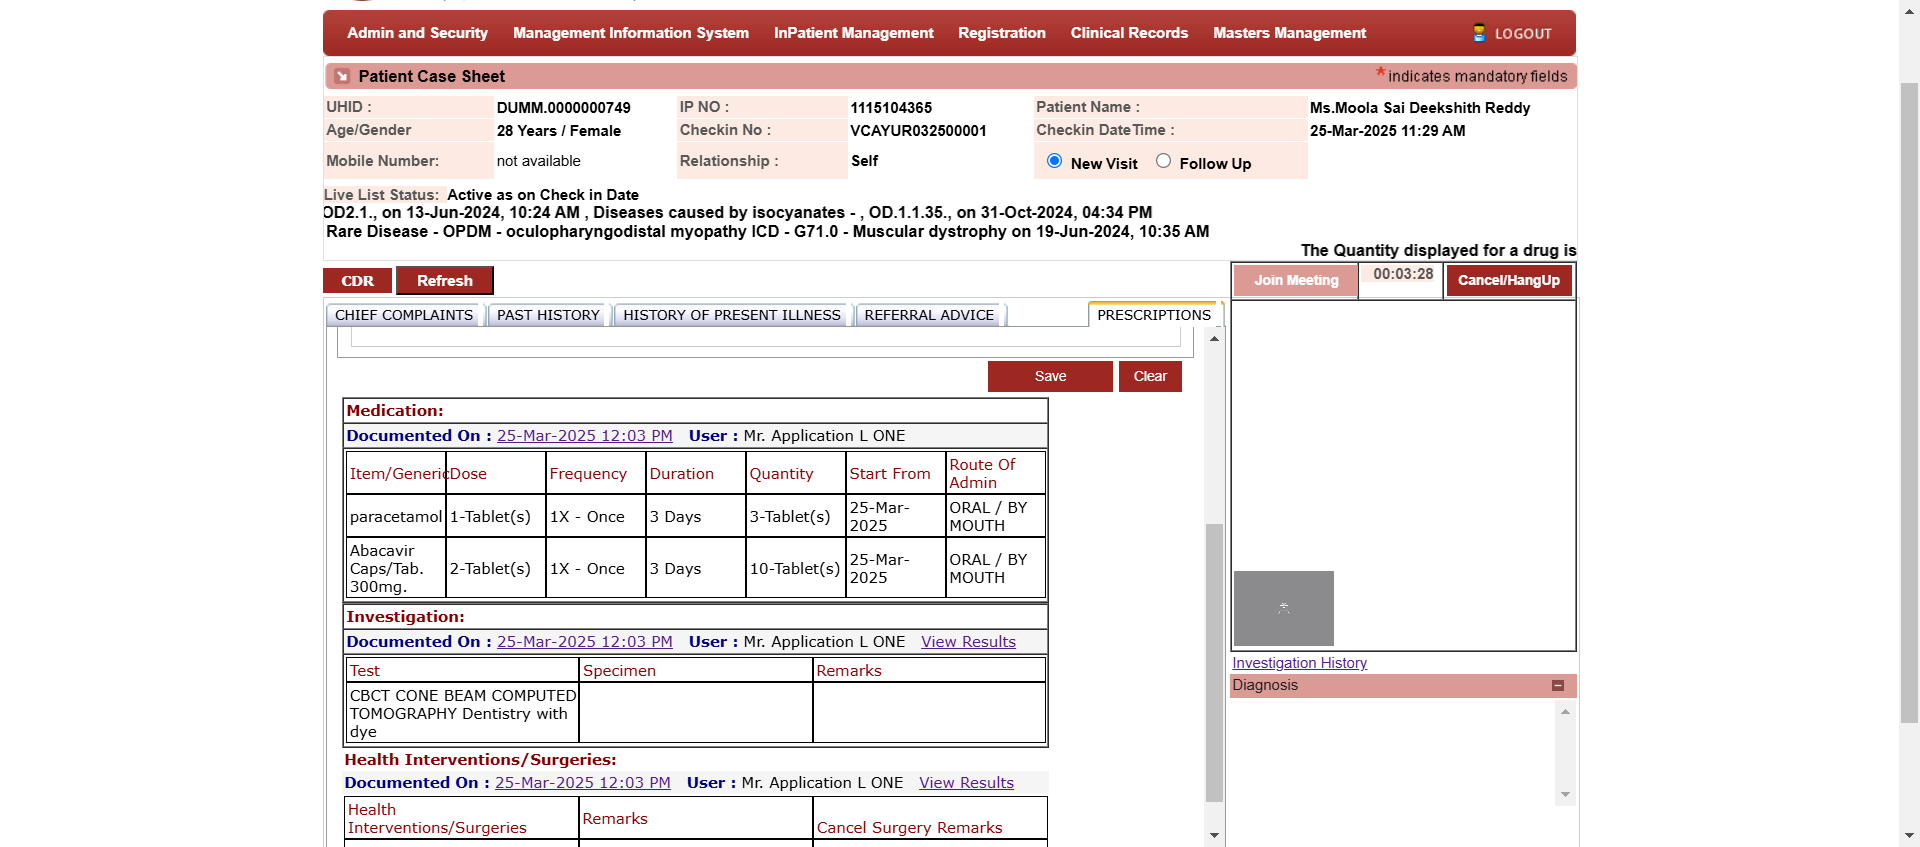 Admin and Security Management Information System InPatient Management Registration Clinical Records Masters Management LOGOUT
Patient Case Sheet * indicates mandatory fields
UHID : DUMM.0000000749 IP NO : 1115104365 Patient Name : Ms.Moola Sai Deekshith Reddy
Age/Gender 28 Years / Female Checkin No : VCAYUR032500001 Checkin DateTime : 25-Mar-2025 11:29 AM
Mobile Number: not available Relationship : Self New Visit Follow Up
Live List Status: Active as on Check in Date
OD2.1., on 13-Jun-2024, 10:24 AM , Diseases caused by isocyanates - , OD.1.1.35., on 31-Oct-2024, 04:34 PM
Rare Disease - OPDM - oculopharyngodistal myopathy ICD - G71.0 - Muscular dystrophy on 19-Jun-2024, 10:35 AM
The Quantity displayed for a drug is
CDR Refresh Join Meeting 00:03:28 Cancel/HangUp
CHIEF COMPLAINTS PAST HISTORY HISTORY OF PRESENT ILLNESS REFERRAL ADVICE PRESCRIPTIONS
Save Clear
Medication:
Documented On : 25-Mar-2025 12:03 PM User : Mr. Application L ONE
Item/Generic Dose Frequency Duration Quantity Start From Route Of
Admin
paracetamol 1-Tablet(s) 1X - Once 3 Days 3-Tablet(s) 25-Mar-
2025 ORAL / BY
MOUTH
Abacavir
Caps/Tab.
300mg. 2-Tablet(s) 1X - Once 3 Days 10-Tablet(s) 25-Mar-
2025 ORAL / BY
MOUTH
Investigation:
Documented On : 25-Mar-2025 12:03 PM User : Mr. Application L ONE View Results
Test Specimen Remarks
CBCT CONE BEAM COMPUTED
TOMOGRAPHY Dentistry with
dye
Health Interventions/Surgeries:
Documented On : 25-Mar-2025 12:03 PM User : Mr. Application L ONE View Results
Health
Interventions/Surgeries Remarks Cancel Surgery Remarks
Investigation History
Diagnosis